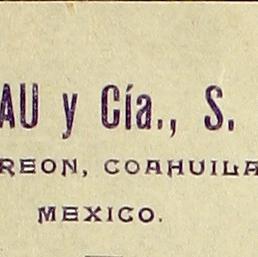 AU y Cía., S.
REON, COAHUILA
MEXICO.